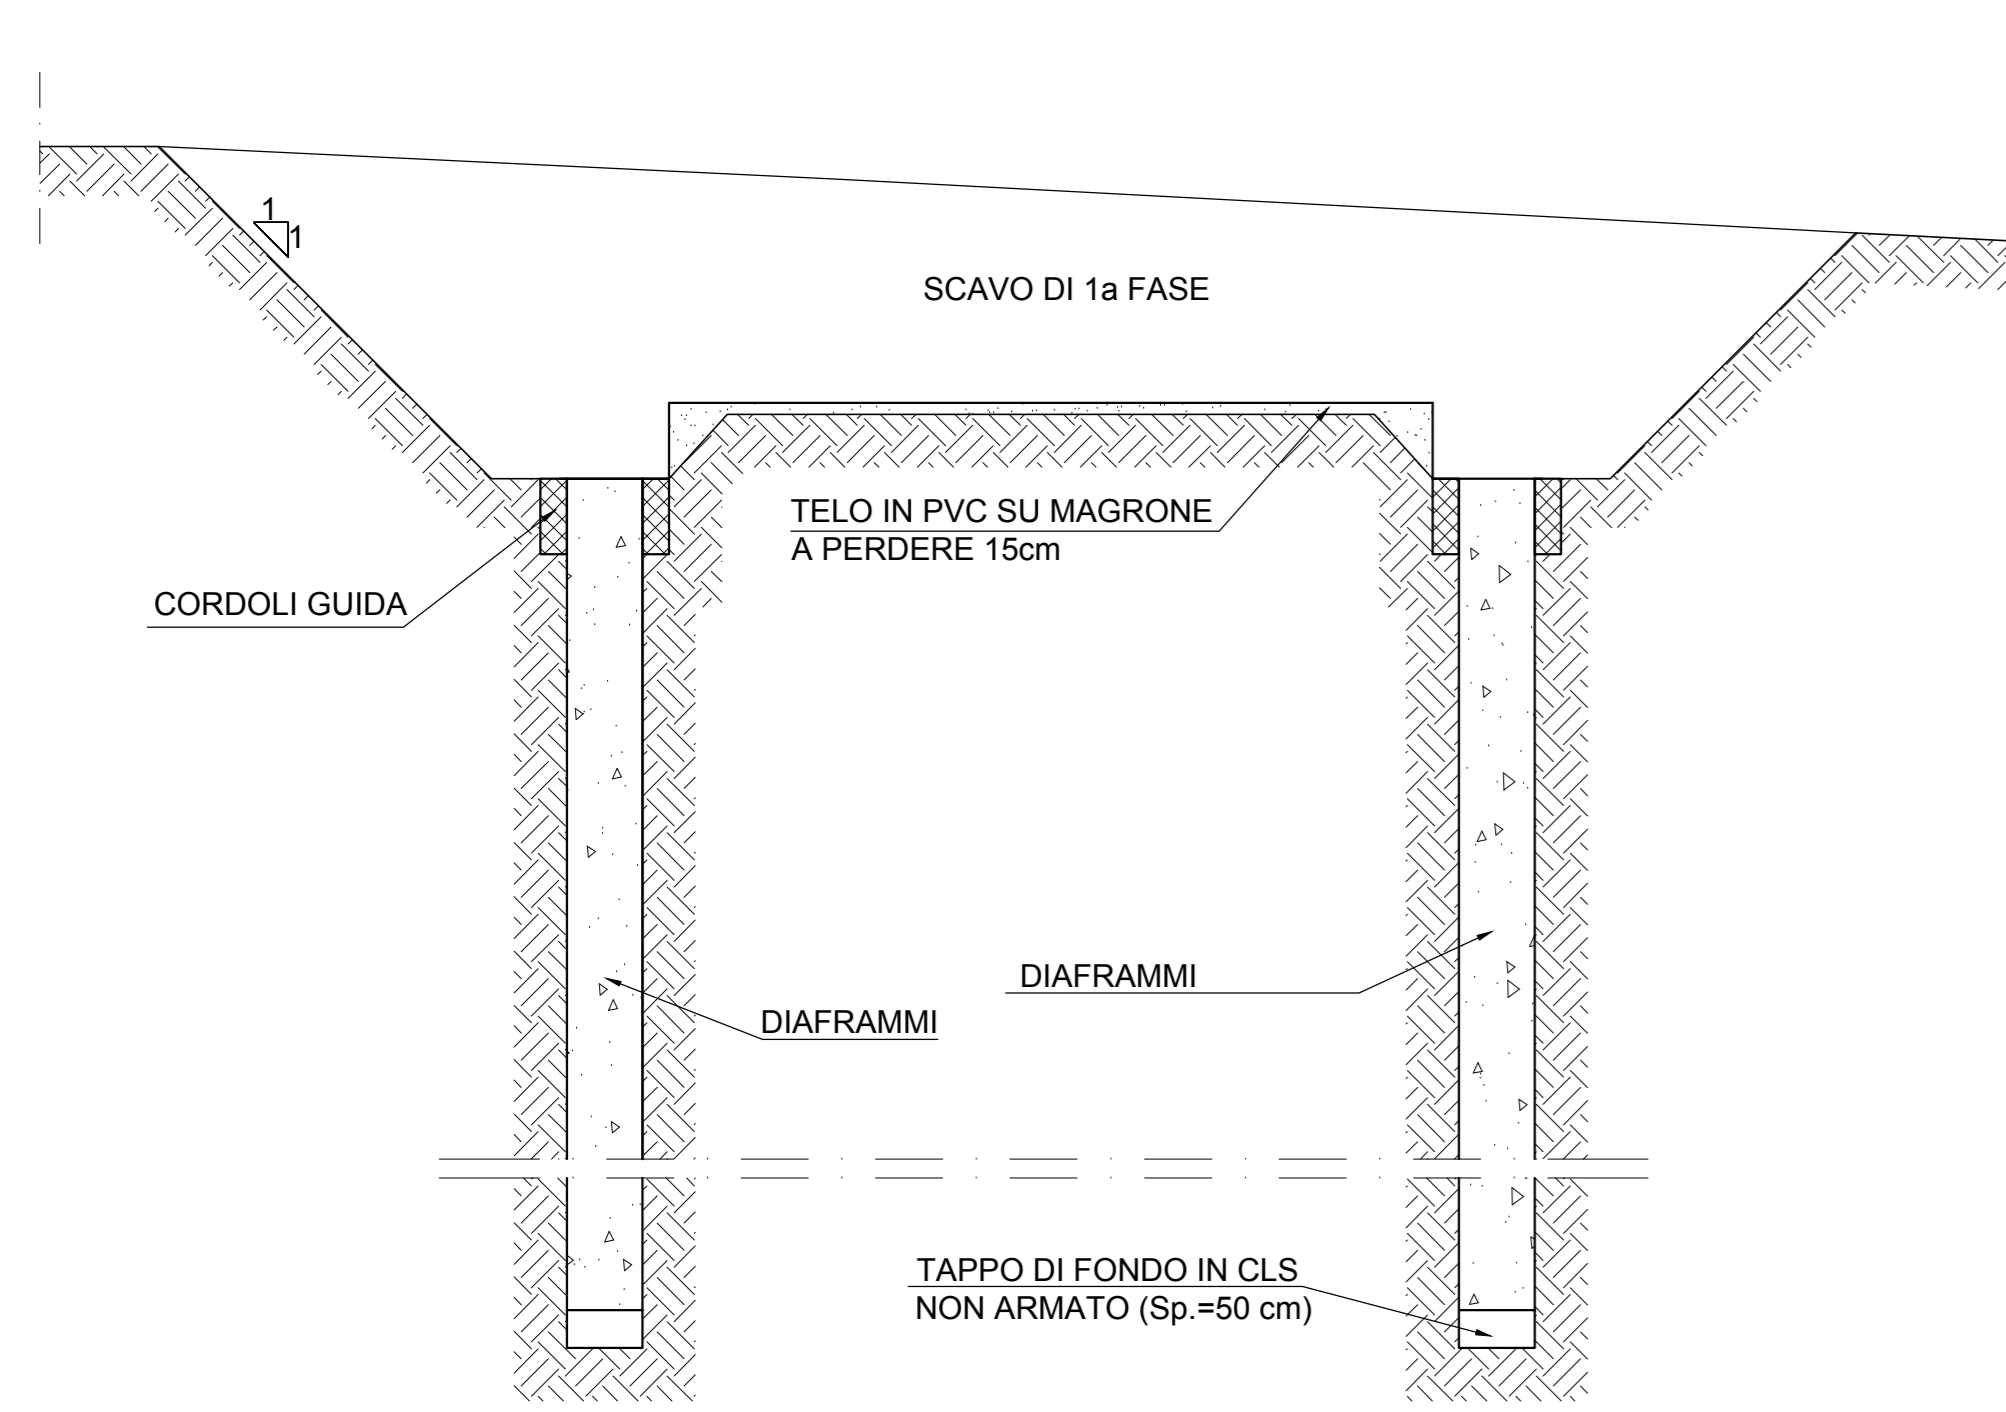 1
1
SCAVO DI 1a FASE
TELO IN PVC SU MAGRONE
A PERDERE 15cm
CORDOLI GUIDA
DIAFRAMMI
DIAFRAMMI
TAPPO DI FONDO IN CLS
NON ARMATO (Sp.=50 cm)